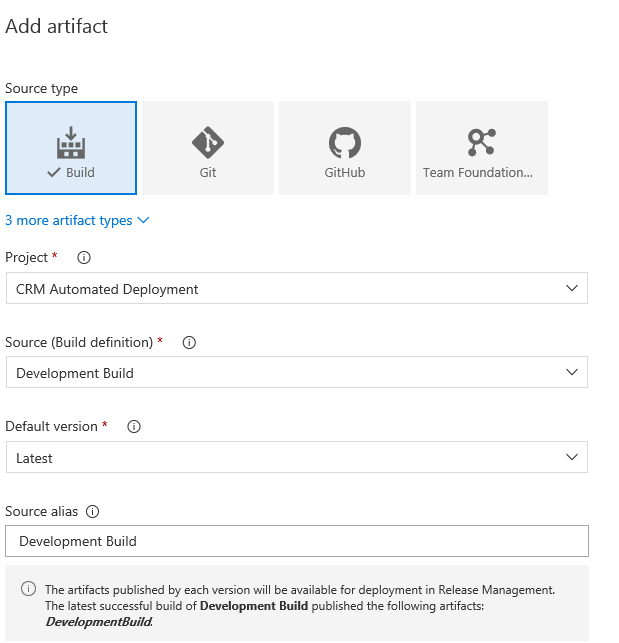 Add artifact
Source type
Build
Git
GitHub
Team Foundation...
3 more artifact types
Project *
CRM Automated Deployment
Source (Build definition) *
Development Build
Default version *
Latest
Source alias
Development Build
The artifacts published by each version will be available for deployment in Release Management.
The latest successful build of Development Build published the following artifacts:
DevelopmentBuild.